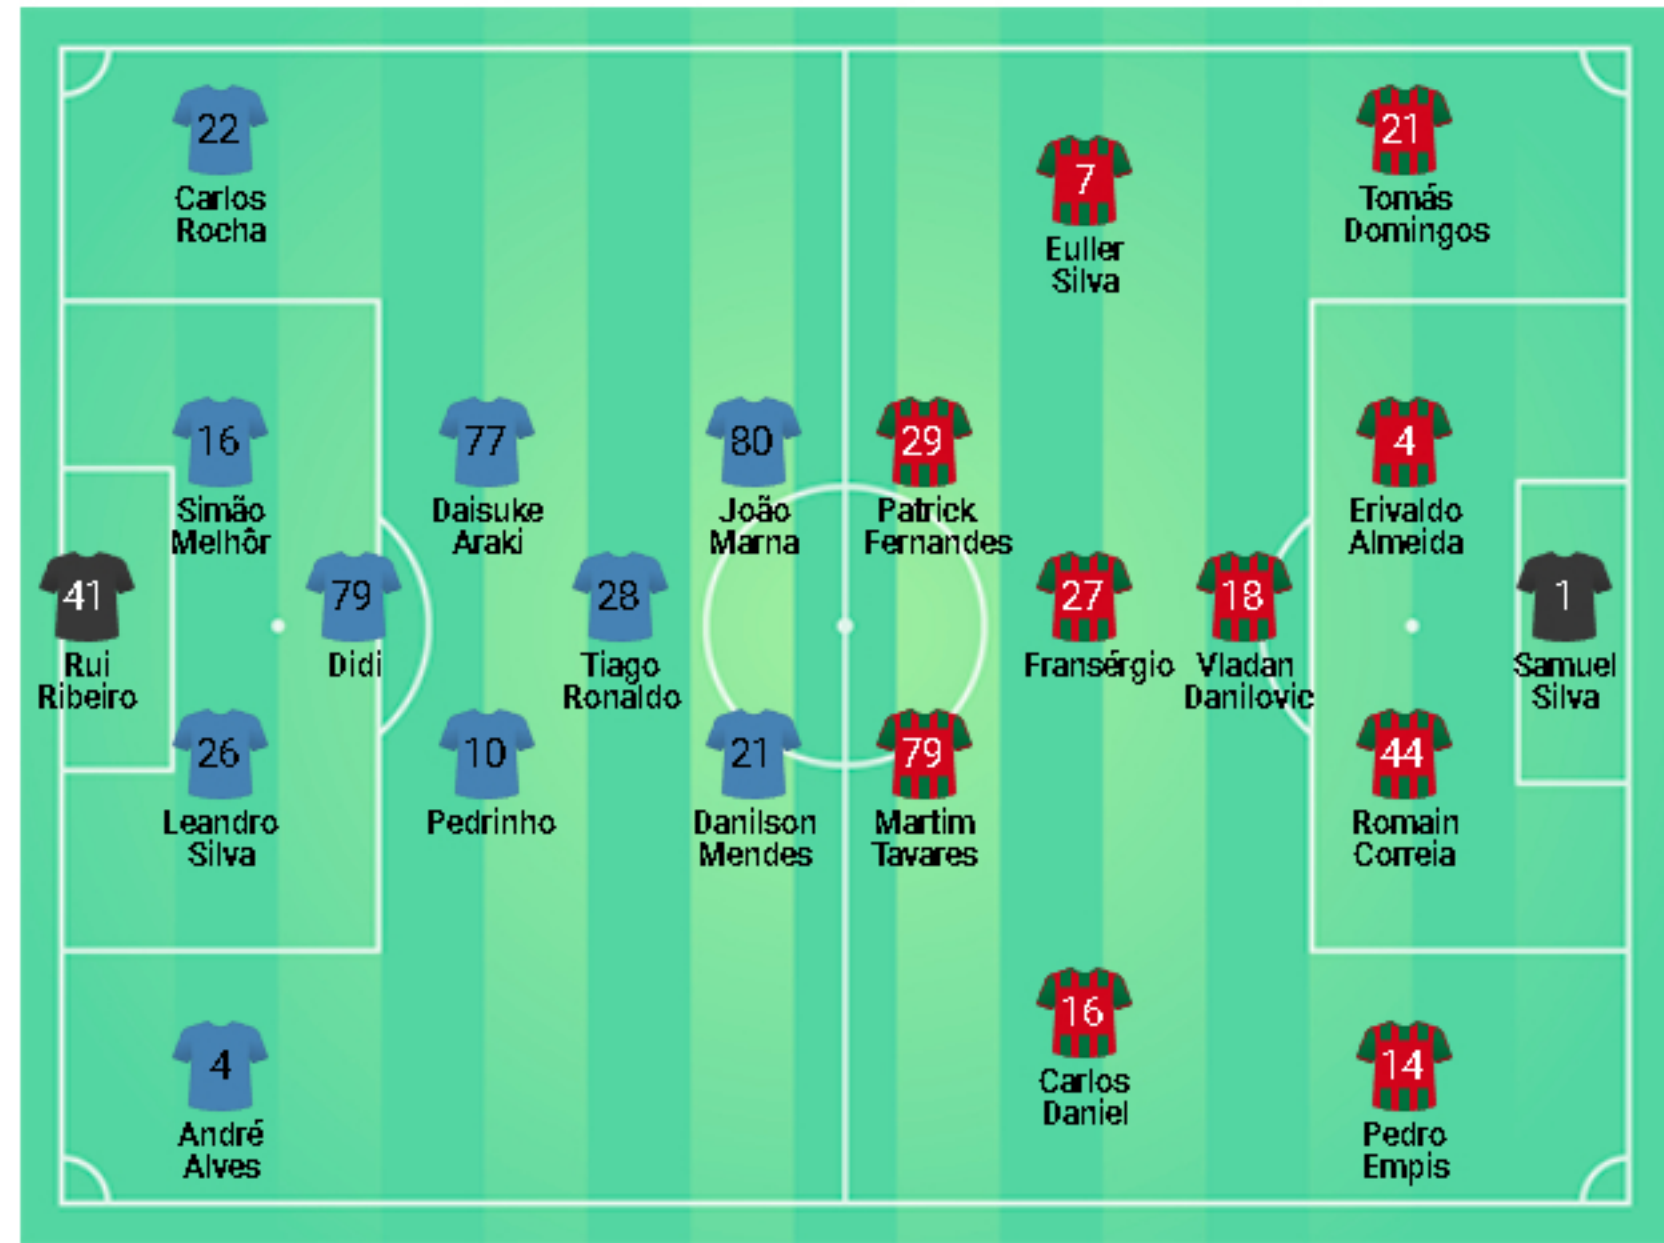 22
Carlos
Rocha
16
Simão
Melhôr
41
Rui
Ribeiro
26
Leandro
Silva
4
André
Alves
79
Didi
77
Daisuke
Araki
10
Pedrinho
28
Tiago
Ronaldo
80
João
Marna
21
Danilson
Mendes
29
Patrick
Fernandes
79
Martim
Tavares
7
Euller
Silva
27
Fransérgio
16
Carlos
Daniel
18
Vladan
Danilovic
21
Tomás
Domingos
4
Erivaldo
Almeida
44
Romain
Correia
14
Pedro
Empis
1
Samuel
Silva